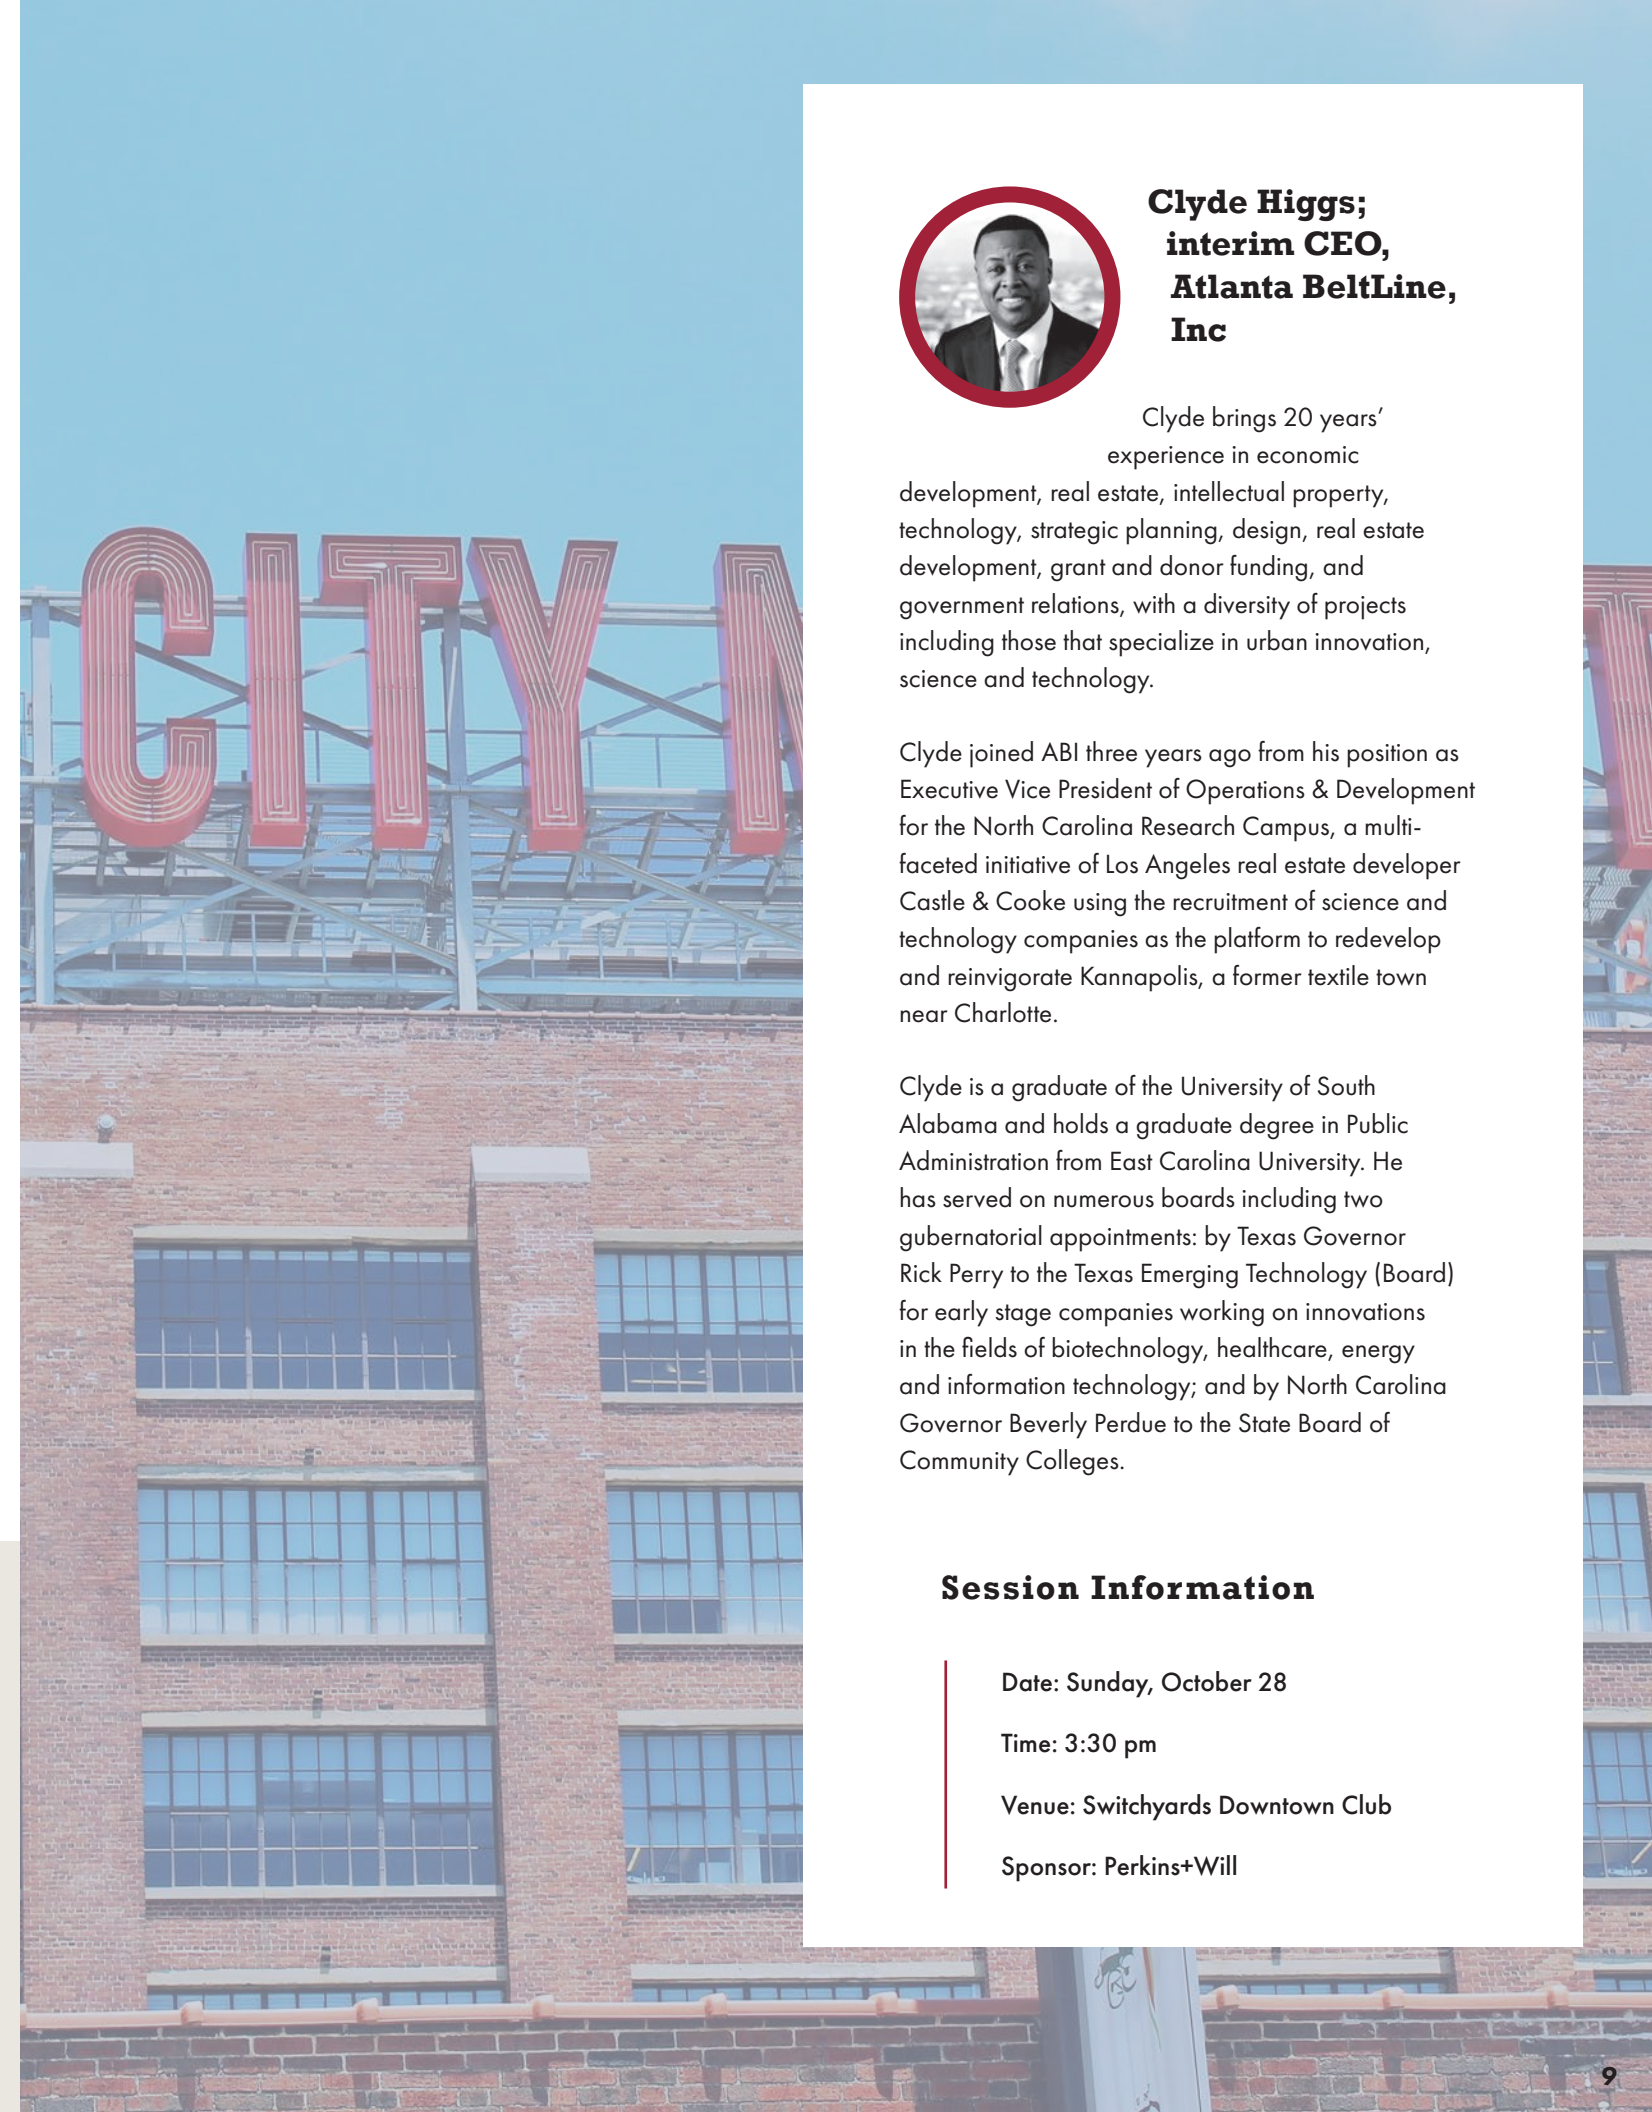 Clyde Higgs;
interim CEO,
Atlanta BeltLine,
Inc
Clyde brings 20 years’
experience in economic
development, real estate, intellectual property,
technology, strategic planning, design, real estate
development, grant and donor funding, and
government relations, with a diversity of projects
including those that specialize in urban innovation,
science and technology.
Clyde joined ABI three years ago from his position as
Executive Vice President of Operations & Development
for the North Carolina Research Campus, a multi-
faceted initiative of Los Angeles real estate developer
Castle & Cooke using the recruitment of science and
technology companies as the platform to redevelop
and reinvigorate Kannapolis, a former textile town
near Charlotte.
Clyde is a graduate of the University of South
Alabama and holds a graduate degree in Public
Administration from East Carolina University. He
has served on numerous boards including two
gubernatorial appointments: by Texas Governor
Rick Perry to the Texas Emerging Technology (Board)
for early stage companies working on innovations
in the fields of biotechnology, healthcare, energy
and information technology; and by North Carolina
Governor Beverly Perdue to the State Board of
Community Colleges.
Session Information
Date: Sunday, October 28
Time: 3:30 pm
Venue: Switchyards Downtown Club
Sponsor: Perkins+Will
CITY
9